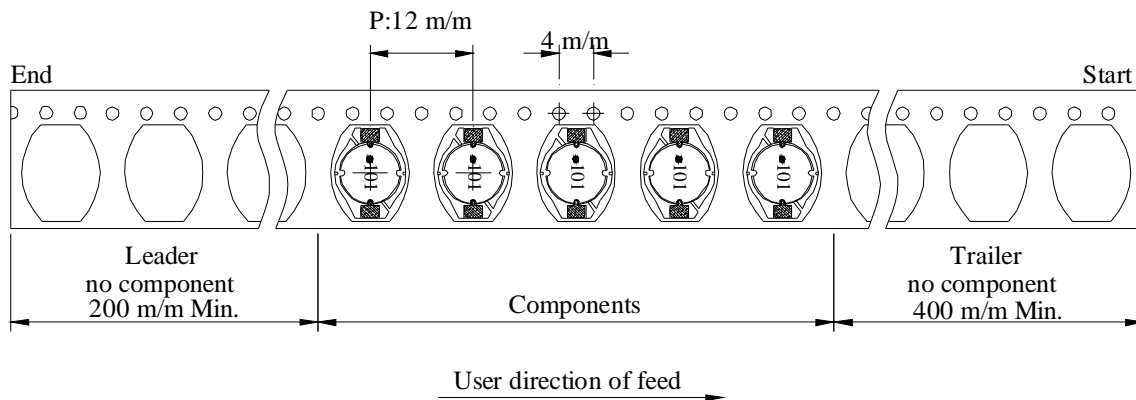 P:12 m/m
4 m/m
End
Start
101
101
101
101
101
Leader
no component
200 m/m Min.
Components
Trailer
no component
400 m/m Min.
User direction of feed